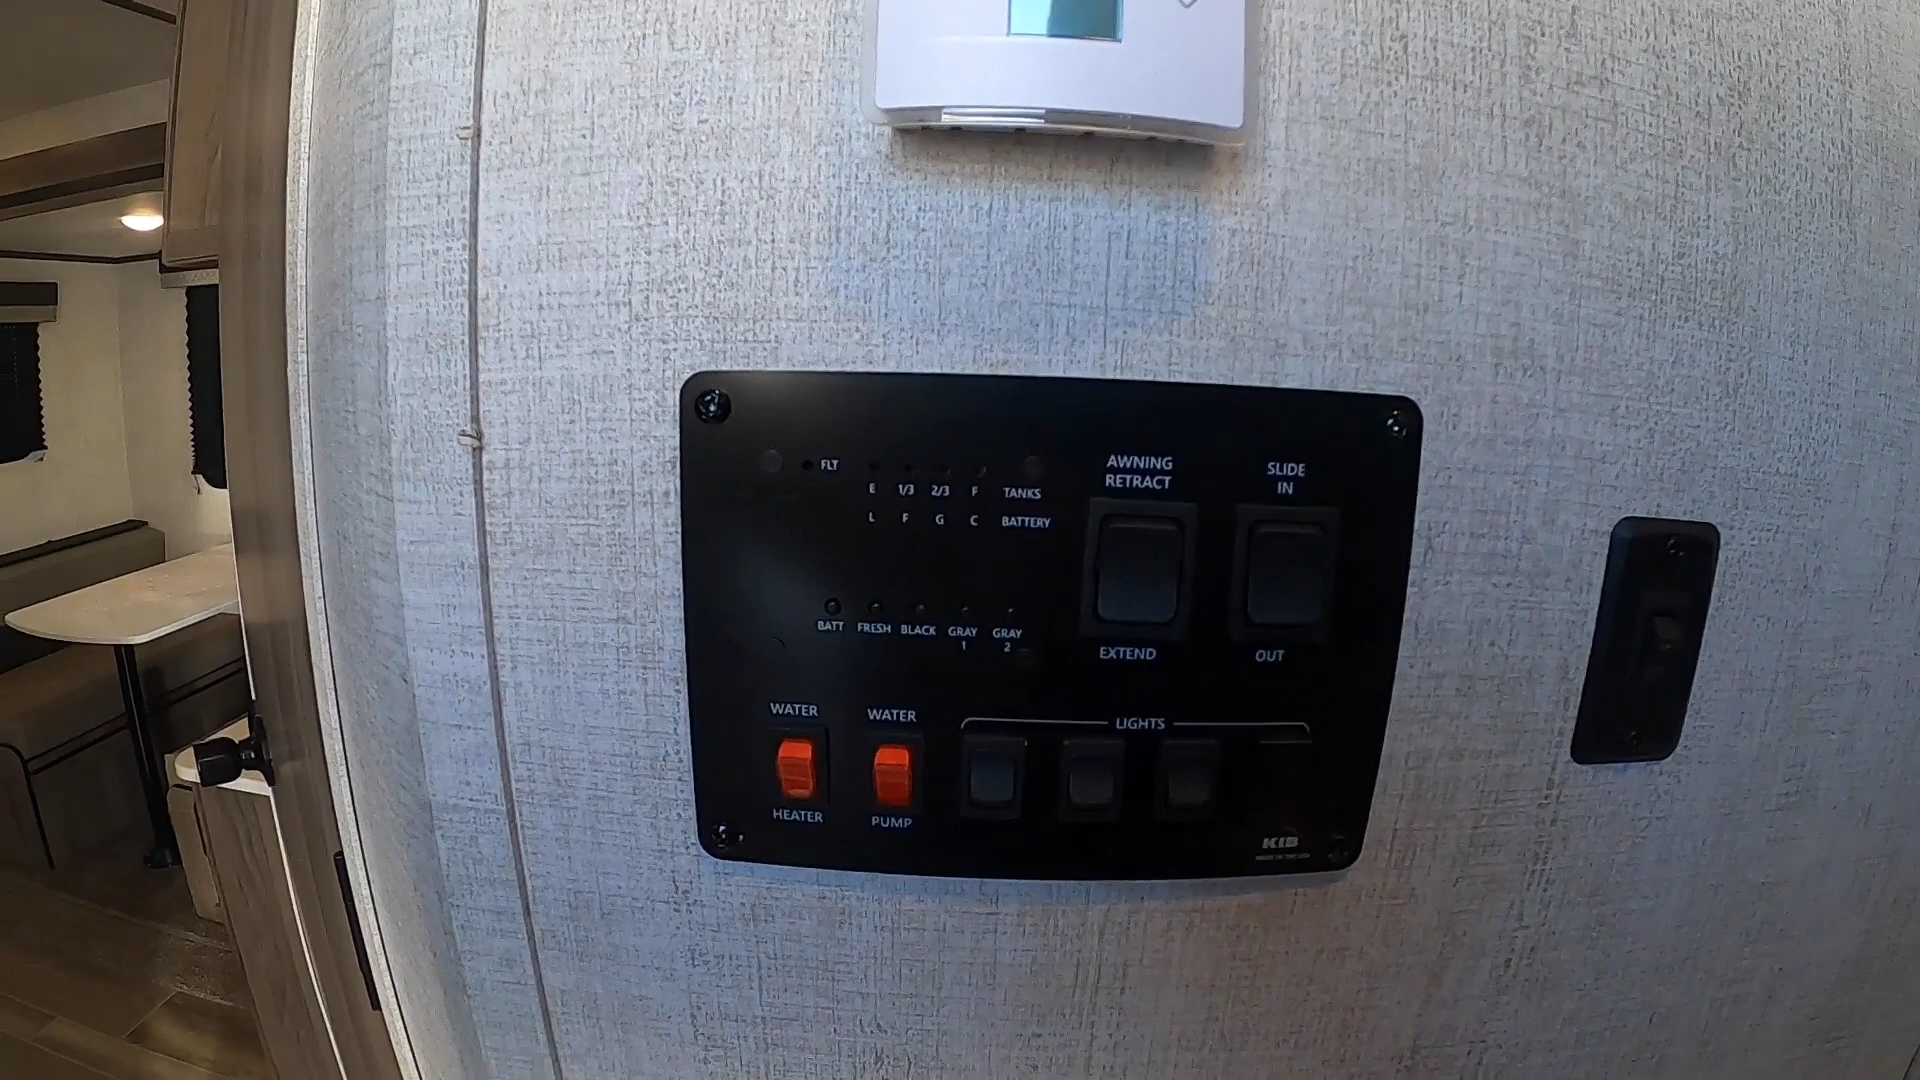 FLT
E 1/3 2/3 F TANKS
L F G C BATTERY
AWNING
RETRACT
SLIDE
IN
EXTEND
OUT
BATT FRESH BLACK GRAY 1 GRAY 2
WATER
HEATER
WATER
PUMP
LIGHTS
KIB